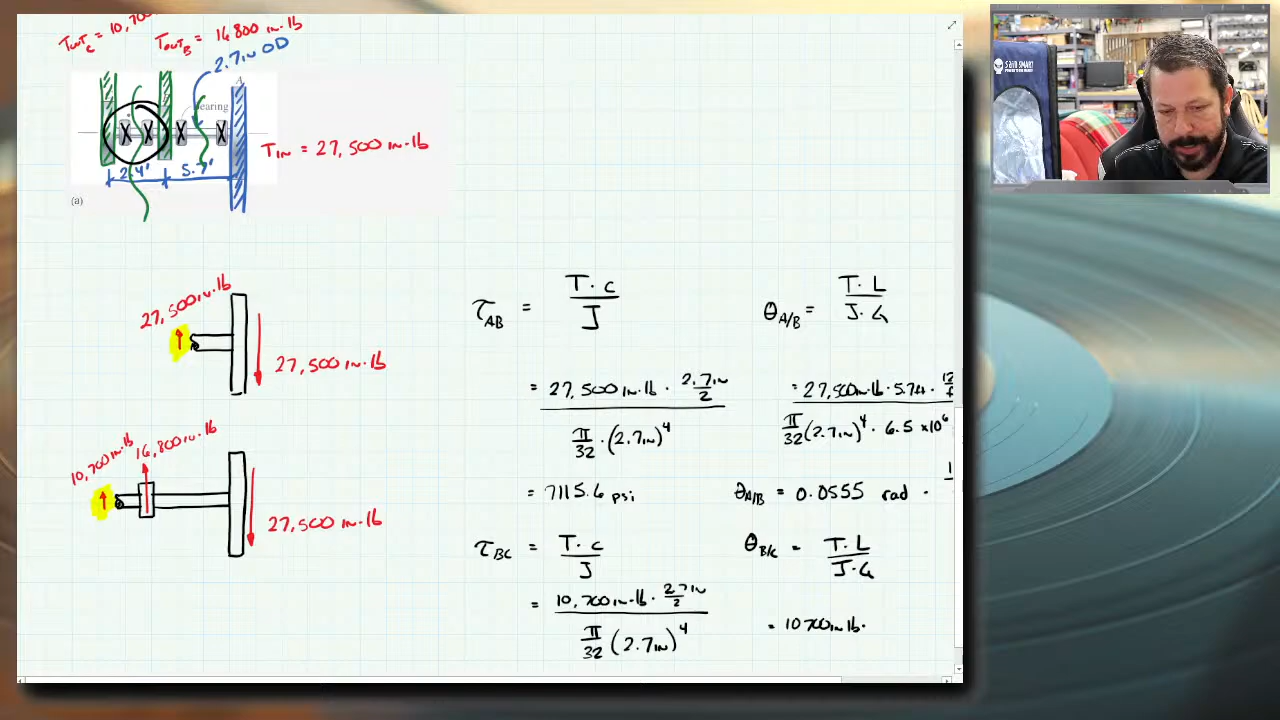 T_OUT_C = 10,700
T_OUT_B = 16,800 in·lb
2.7 in OD
A
bearing
2.4' 5.7'
T_IN = 27,500 in·lb
(a)
27,500 in·lb
27,500 in·lb
10,700 in·lb 16,800 in·lb
27,500 in·lb
τ_AB = T·c / J
= 27,500 in·lb · 2.7 in/2
π/32 · (2.7 in)^4
= 7115.6 psi
τ_BC = T·c / J
= 10,700 in·lb · 2.7 in/2
π/32 (2.7 in)^4
θ_A/B = T·L / J·G
= 27,500 in·lb · 5.7 ft · 12
π/32 (2.7 in)^4 · 6.5 ×10^6
θ_A/B = 0.0555 rad ·
θ_B/C = T·L / J·G
= 10700 in lb·
SAIN SMART